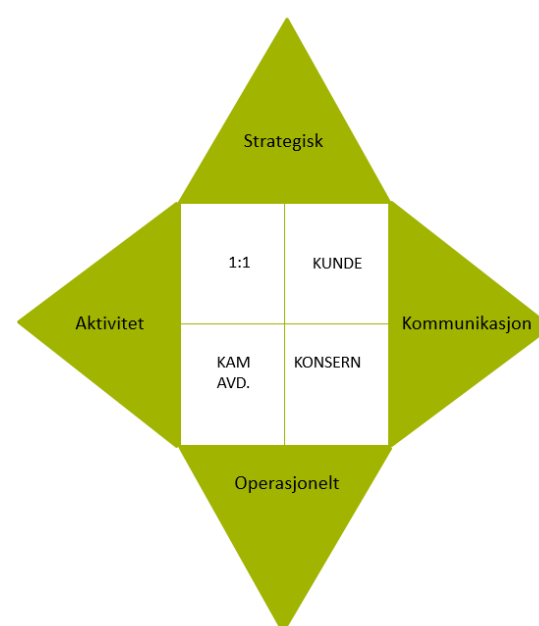 Strategisk
1:1
KUNDE
Aktivitet
Kommunikasjon
KAM
AVD.
KONSERN
Operasjonelt